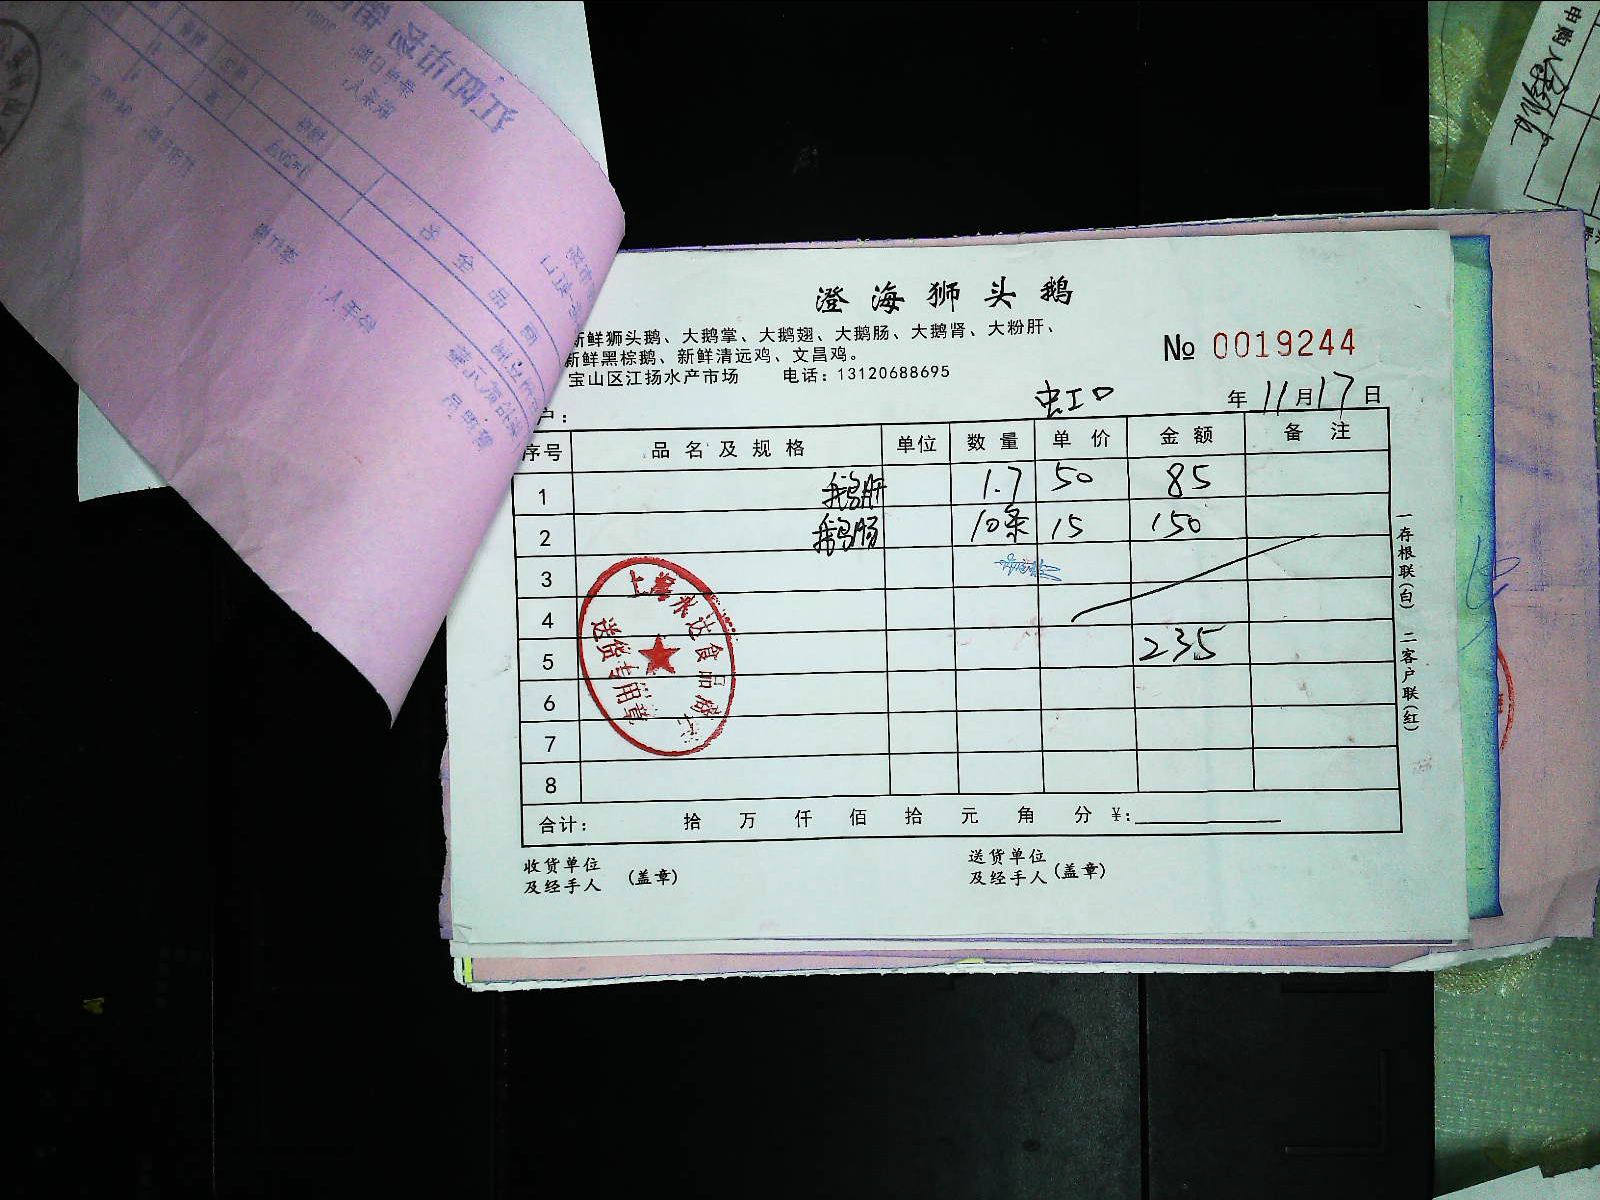 澄海狮头鹅
新鲜狮头鹅、大鹅掌、大鹅翅、大鹅肠、大鹅肾、大粉肝、
新鲜黑棕鹅、新鲜清远鸡、文昌鸡。
宝山区江扬水产市场 电话：13120688695
№ 0019244
户： 虹口 年 11 月 17 日
序号 品名及规格 单位 数量 单价 金额 备注
1 鹅肝 1.7 50 85
2 鹅肠 10条 15 150
3
4
5 235
6
7
8
合计： 拾 万 仟 佰 拾 元 角 分 ¥：
收货单位
及经手人 (盖章)
送货单位
及经手人 (盖章)
一存根联(白) 二客户联(红)
送货专用章
申购人